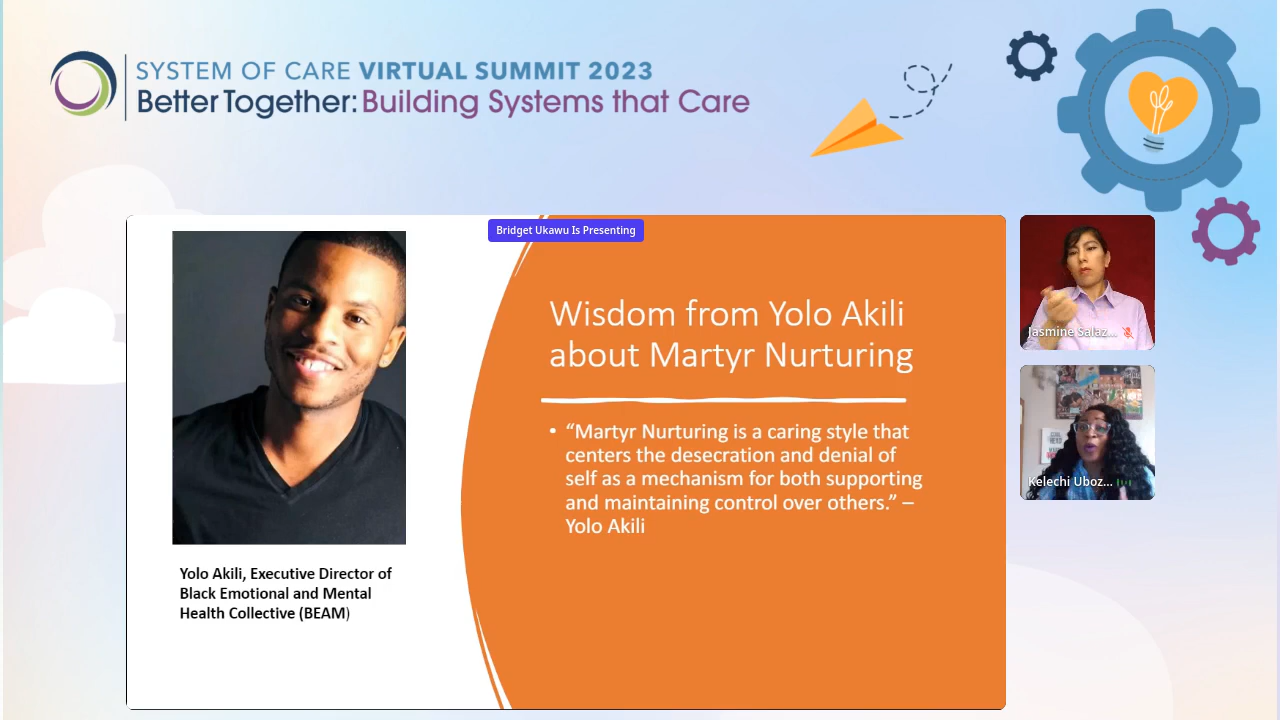 SYSTEM OF CARE VIRTUAL SUMMIT 2023
Better Together: Building Systems that Care
Bridget Ukawu Is Presenting
Wisdom from Yolo Akili
about Martyr Nurturing
• “Martyr Nurturing is a caring style that
centers the desecration and denial of
self as a mechanism for both supporting
and maintaining control over others.” –
Yolo Akili
Yolo Akili, Executive Director of
Black Emotional and Mental
Health Collective (BEAM)
Jasmine Salaz...
Kelechi Uboz...